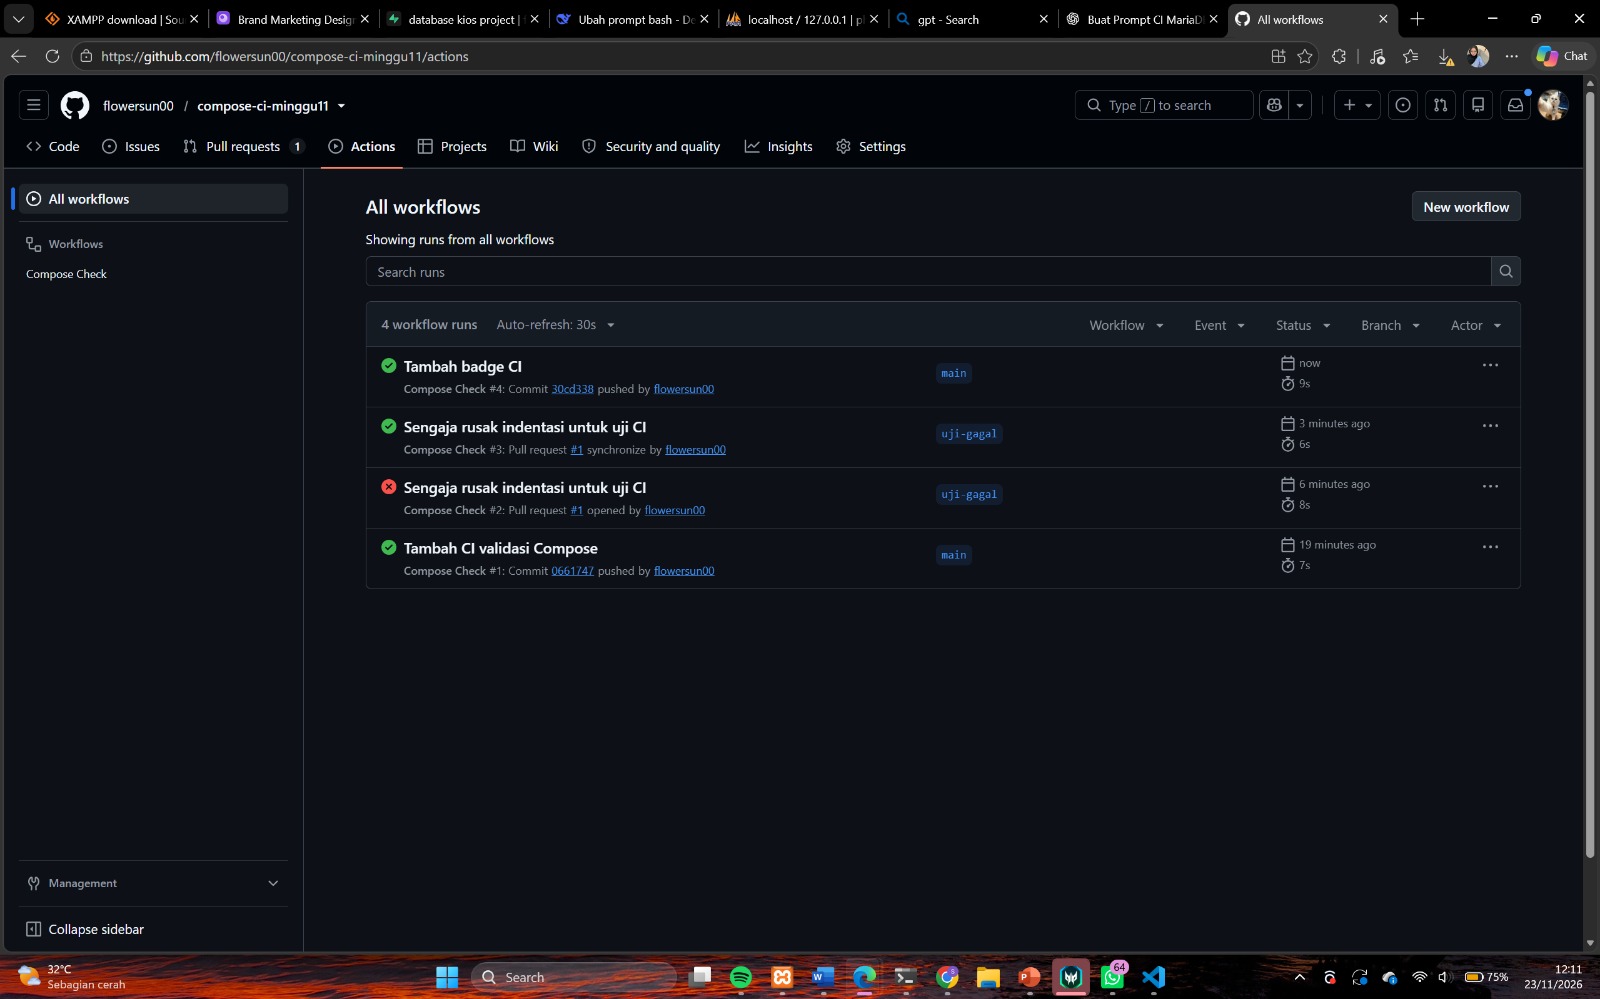 XAMPP download | Sou
Brand Marketing Design
database kios project |
Ubah prompt bash - De
localhost / 127.0.0.1 | p
gpt - Search
Buat Prompt CI MariaD
All workflows
https://github.com/flowersun00/compose-ci-minggu11/actions
Chat
flowersun00 / compose-ci-minggu11
Type / to search
Code
Issues
Pull requests 1
Actions
Projects
Wiki
Security and quality
Insights
Settings
All workflows
Workflows
Compose Check
Management
Collapse sidebar
All workflows
New workflow
Showing runs from all workflows
Search runs
4 workflow runs Auto-refresh: 30s Workflow Event Status Branch Actor
Tambah badge CI
Compose Check #4: Commit 30cd338 pushed by flowersun00
main
now
9s
Sengaja rusak indentasi untuk uji CI
Compose Check #3: Pull request #1 synchronize by flowersun00
uji-gagal
3 minutes ago
6s
Sengaja rusak indentasi untuk uji CI
Compose Check #2: Pull request #1 opened by flowersun00
uji-gagal
6 minutes ago
8s
Tambah CI validasi Compose
Compose Check #1: Commit 0661747 pushed by flowersun00
main
19 minutes ago
7s
32°C
Sebagian cerah
Search
64
75%
12:11
23/11/2026